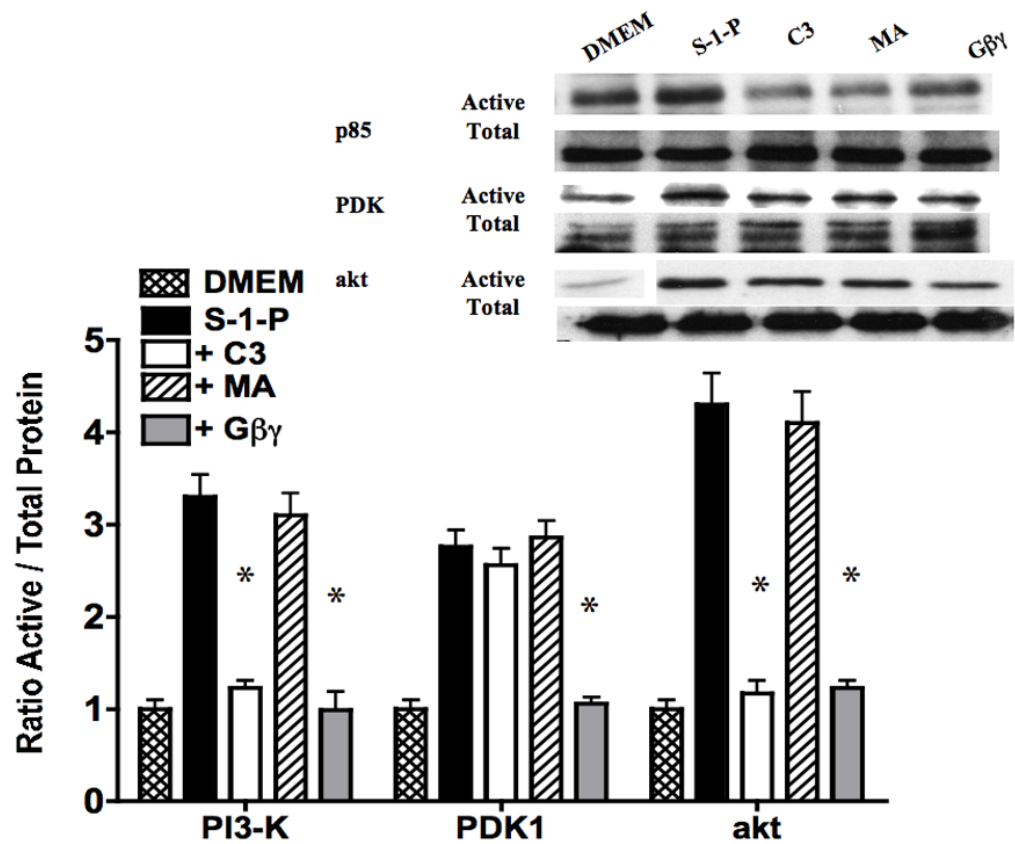 DMEM S-1-P C3 MA Gβγ
p85 Active
Total
PDK Active
Total
akt Active
Total
DMEM
S-1-P
+ C3
+ MA
+ Gβγ
Ratio Active / Total Protein
5
4
3
2
1
0
* * * * *
PI3-K PDK1 akt